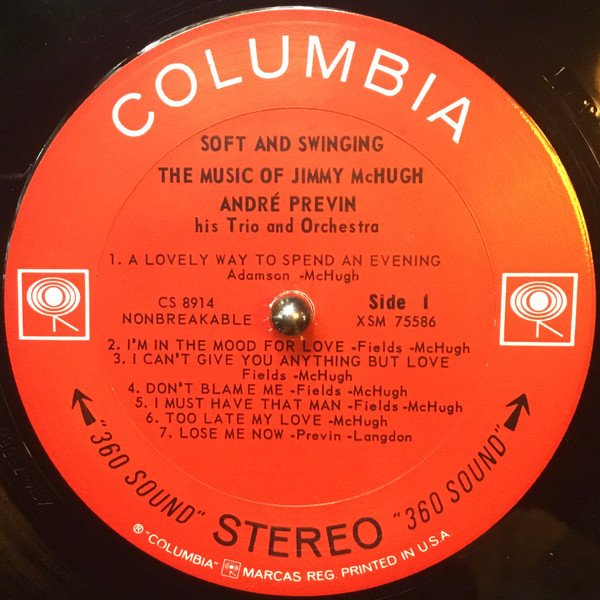 COLUMBIA
SOFT AND SWINGING
THE MUSIC OF JIMMY McHUGH
ANDRÉ PREVIN
his Trio and Orchestra
1. A LOVELY WAY TO SPEND AN EVENING
Adamson -McHugh
CS 8914 Side 1
NONBREAKABLE XSM 75586
2. I'M IN THE MOOD FOR LOVE -Fields -McHugh
3. I CAN'T GIVE YOU ANYTHING BUT LOVE
Fields -McHugh
4. DON'T BLAME ME -Fields -McHugh
5. I MUST HAVE THAT MAN -Fields -McHugh
6. TOO LATE MY LOVE -McHugh
7. LOSE ME NOW -Previn -Langdon
"360 SOUND" STEREO "360 SOUND"
® "COLUMBIA" MARCAS REG. PRINTED IN U.S.A.